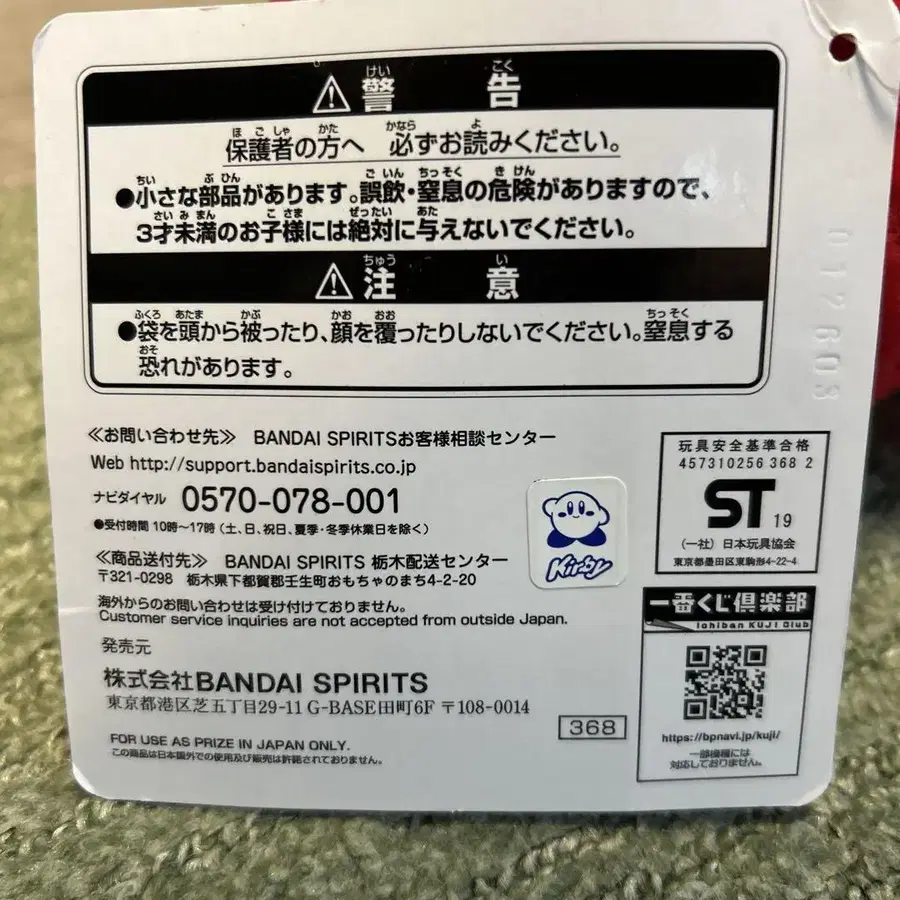 ⚠警告
保護者の方へ 必ずお読みください。
●小さな部品があります。誤飲・窒息の危険がありますので、
3才未満のお子様には絶対に与えないでください。
⚠注意
●袋を頭から被ったり、顔を覆ったりしないでください。窒息する
恐れがあります。
≪お問い合わせ先≫ BANDAI SPIRITSお客様相談センター
Web http://support.bandaispirits.co.jp
ナビダイヤル 0570-078-001
●受付時間 10時〜17時(土、日、祝日、夏季・冬季休業日を除く)
≪商品送付先≫ BANDAI SPIRITS 栃木配送センター
〒321-0298 栃木県下都賀郡壬生町おもちゃのまち4-2-20
海外からのお問い合わせは受け付けておりません。
Customer service inquiries are not accepted from outside Japan.
発売元
株式会社BANDAI SPIRITS
東京都港区芝五丁目29-11 G-BASE田町6F 〒108-0014
FOR USE AS PRIZE IN JAPAN ONLY.
この商品は日本国外での使用及び販売は許諾されておりません。
368
Kirby
玩具安全基準合格
457310256 368 2
ST 19
(一社)日本玩具協会
東京都墨田区東駒形4-22-4
一番くじ倶楽部
Ichiban KUJI Club
https://bpnavi.jp/kuji/
一部機種には
対応しておりません。
012603